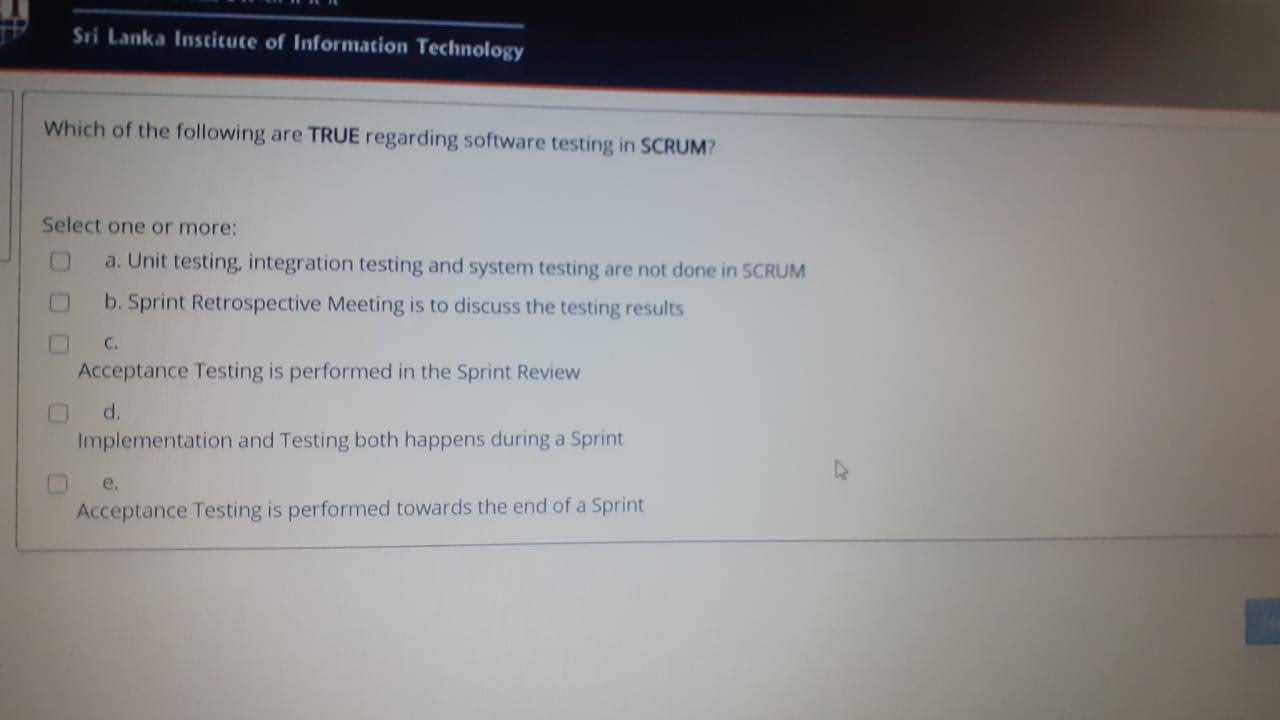 Sri Lanka Institute of Information Technology
Which of the following are TRUE regarding software testing in SCRUM?
Select one or more:
a. Unit testing, integration testing and system testing are not done in SCRUM
b. Sprint Retrospective Meeting is to discuss the testing results
c.
Acceptance Testing is performed in the Sprint Review
d.
Implementation and Testing both happens during a Sprint
e.
Acceptance Testing is performed towards the end of a Sprint